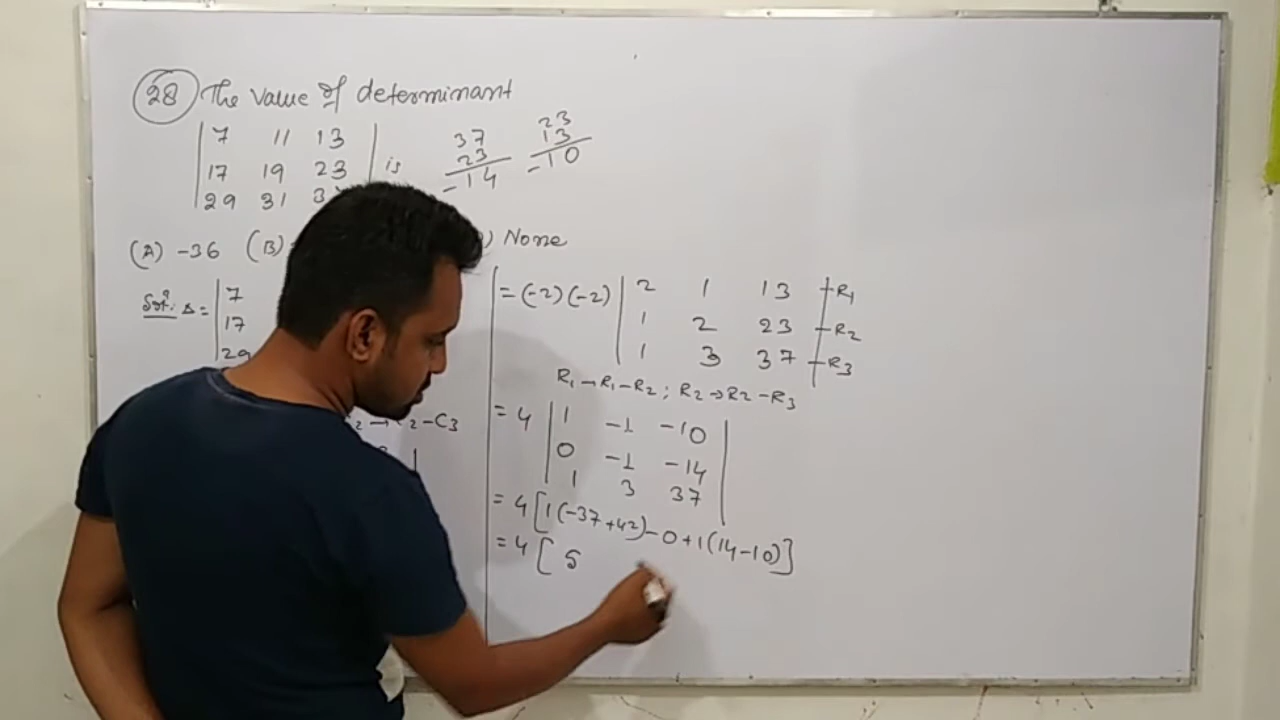 28 The value of determinant
| 7 11 13 |
| 17 19 23 | is
| 29 31 3
37
23
-14
23
13
-10
(A) -36 (B) ) None
Solⁿ: Δ = | 7
| 17
| 29
2 → 2-C3
= (-2)(-2) | 2 1 13 | R1
| 1 2 23 | R2
| 1 3 37 | R3
R1 → R1-R2 ; R2 → R2-R3
= 4 | 1 -1 -10 |
| 0 -1 -14 |
| 1 3 37 |
= 4 [1(-37+42)-0+1(14-10)]
= 4 [ 5